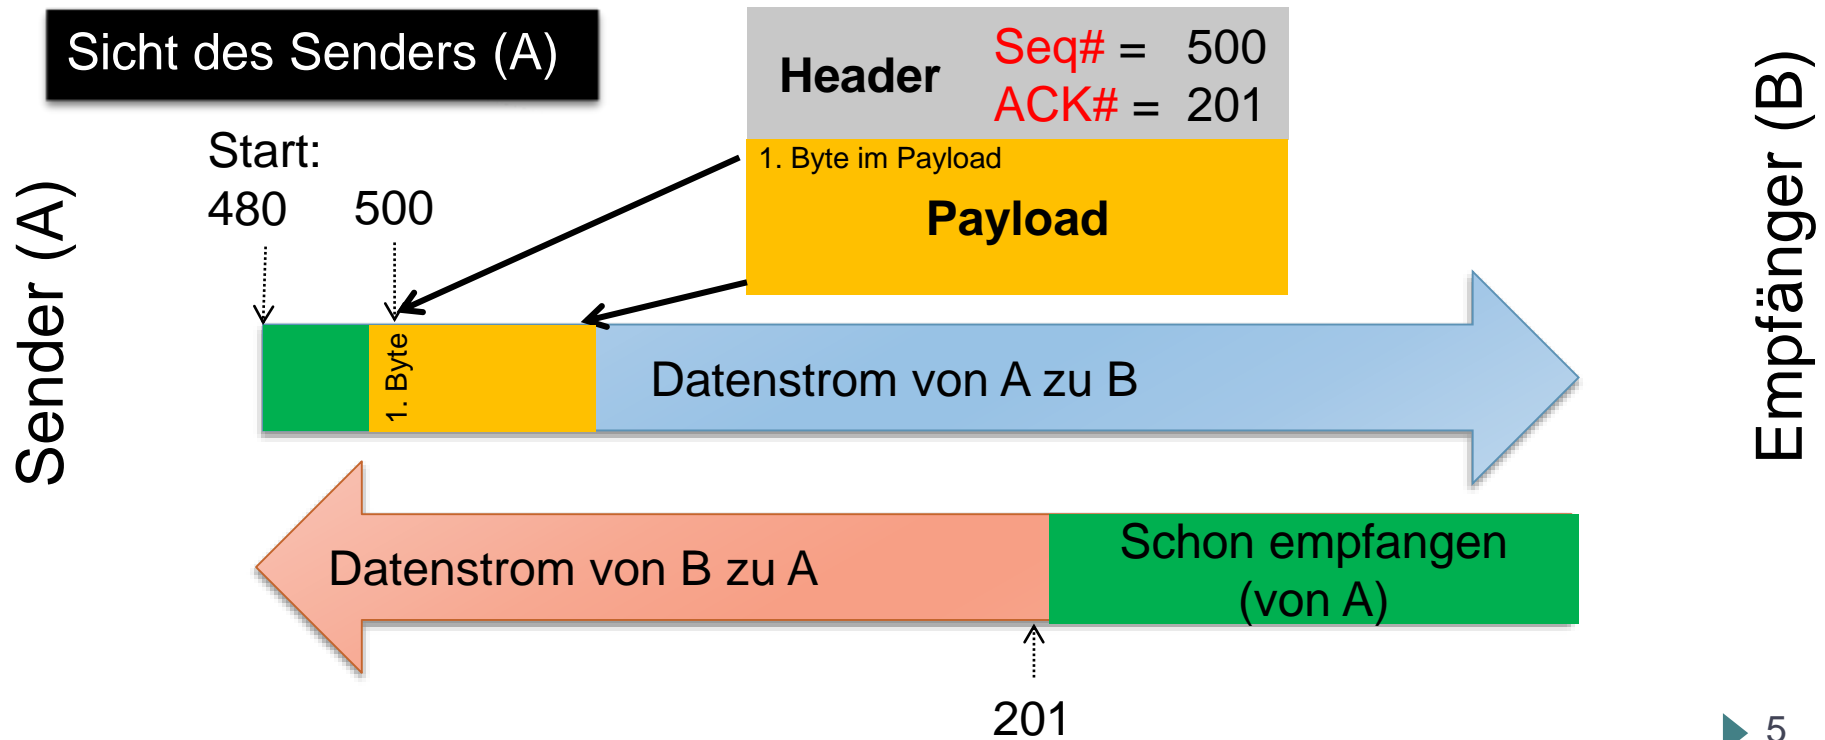 Sicht des Senders (A)
Header
Seq# = 500
ACK# = 201
1. Byte im Payload
Payload
Start:
480 500
Sender (A)
Empfänger (B)
1. Byte
Datenstrom von A zu B
Datenstrom von B zu A
Schon empfangen
(von A)
201
5